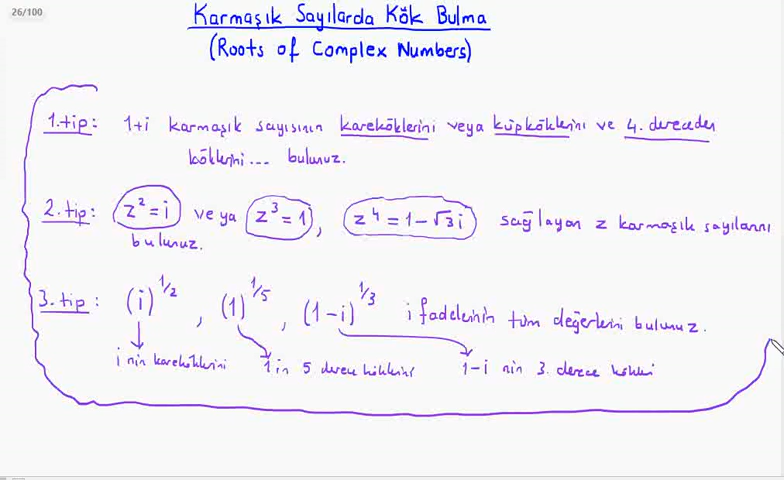 26/100
Karmaşık Sayılarda Kök Bulma
(Roots of Complex Numbers)
1.tip: 1+i karmaşık sayısının kareköklerini veya küpköklerini ve 4. dereceden
köklerini... bulunuz.
2. tip: z² = i veya z³ = 1, z⁴ = 1 - √3 i sağlayan z karmaşık sayılarını
bulunuz.
3. tip: (i)^1/2, (1)^1/5, (1-i)^1/3 ifadelerinin tüm değerlerini bulunuz.
i nin kareköklerini 1 in 5 derece köklerini 1-i nin 3. derece kökleri